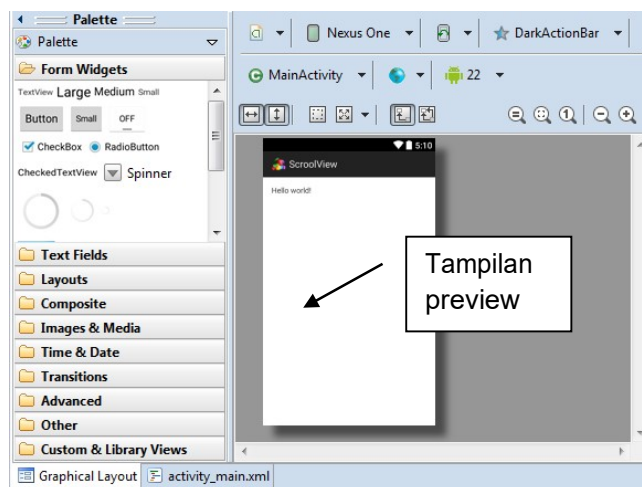 Palette
Palette
Form Widgets
TextView Large Medium Small
Button Small OFF
CheckBox RadioButton
CheckedTextView Spinner
Text Fields
Layouts
Composite
Images & Media
Time & Date
Transitions
Advanced
Other
Custom & Library Views
Nexus One DarkActionBar
MainActivity 22
5:10
ScroolView
Hello world!
Tampilan
preview
Graphical Layout activity_main.xml